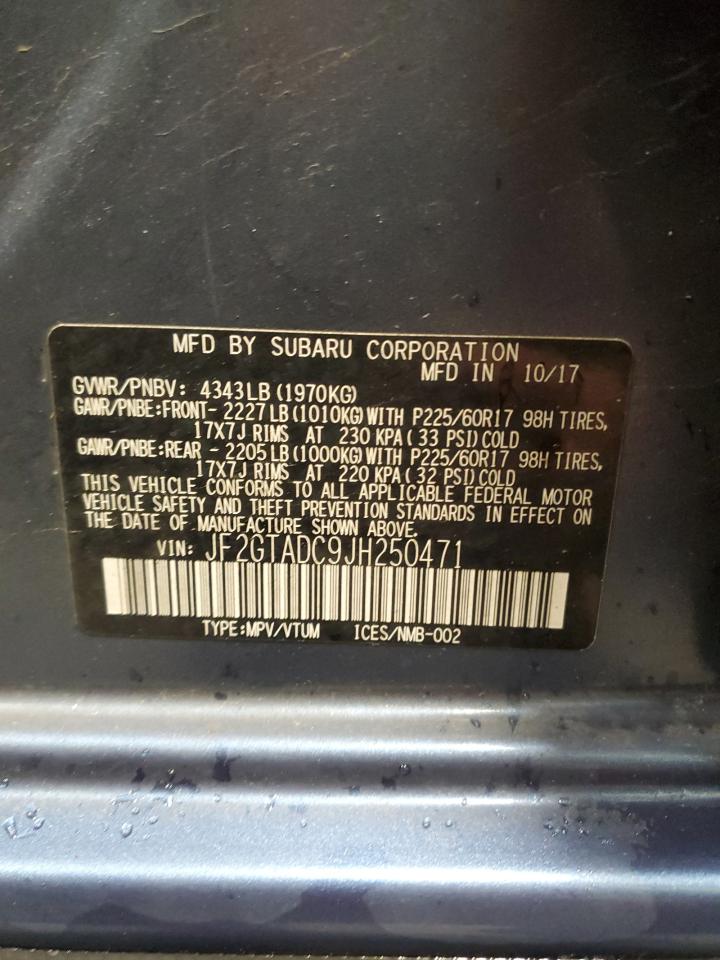 MFD BY SUBARU CORPORATION
MFD IN 10/17
GVWR/PNBV: 4343LB (1970KG)
GAWR/PNBE:FRONT- 2227LB (1010KG) WITH P225/60R17 98H TIRES,
17X7J RIMS AT 230 KPA( 33 PSI) COLD
GAWR/PNBE:REAR - 2205LB (1000KG) WITH P225/60R17 98H TIRES,
17X7J RIMS AT 220 KPA( 32 PSI) COLD
THIS VEHICLE CONFORMS TO ALL APPLICABLE FEDERAL MOTOR
VEHICLE SAFETY AND THEFT PREVENTION STANDARDS IN EFFECT ON
THE DATE OF MANUFACTURE SHOWN ABOVE.
VIN: JF2GTADC9JH250471
TYPE:MPV/VTUM ICES/NMB-002